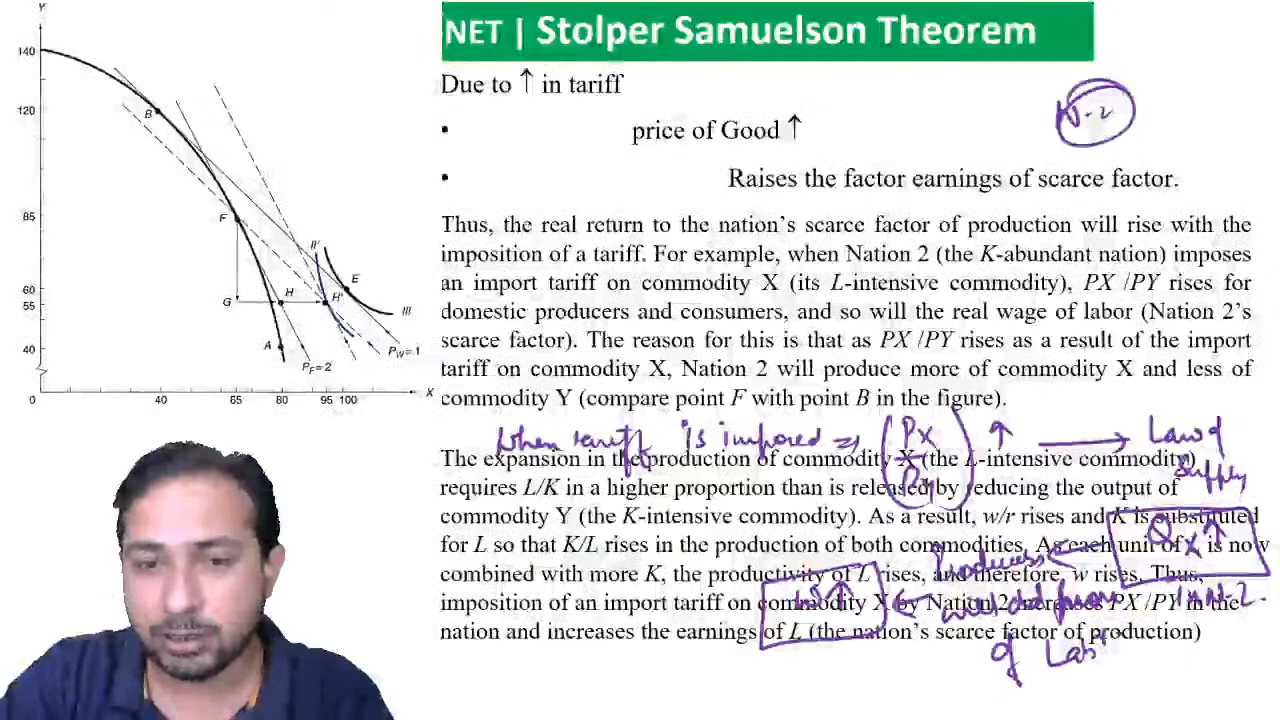 NET | Stolper Samuelson Theorem
Due to ↑ in tariff
• price of Good ↑
• Raises the factor earnings of scarce factor.
N-2
Thus, the real return to the nation's scarce factor of production will rise with the
imposition of a tariff. For example, when Nation 2 (the K-abundant nation) imposes
an import tariff on commodity X (its L-intensive commodity), PX /PY rises for
domestic producers and consumers, and so will the real wage of labor (Nation 2's
scarce factor). The reason for this is that as PX /PY rises as a result of the import
tariff on commodity X, Nation 2 will produce more of commodity X and less of
commodity Y (compare point F with point B in the figure).
When tariff is imposed ⇒ (Px/Py) ↑ → Law of
Supply
The expansion in the production of commodity X (the L-intensive commodity)
requires L/K in a higher proportion than is released by reducing the output of
commodity Y (the K-intensive commodity). As a result, w/r rises and K is substituted
for L so that K/L rises in the production of both commodities. As each unit of L is now
combined with more K, the productivity of L rises, and therefore, w rises. Thus,
imposition of an import tariff on commodity X by Nation 2 increases PX /PY in the
nation and increases the earnings of L (the nation's scarce factor of production)
Qx ↑
in N-2.
← Producers
←
of Lab
Y
140
120
85
60
55
40
0
40
65
80
95
100
X
B
F
G
H
H'
A
E
II'
III
PW=1
PF=2